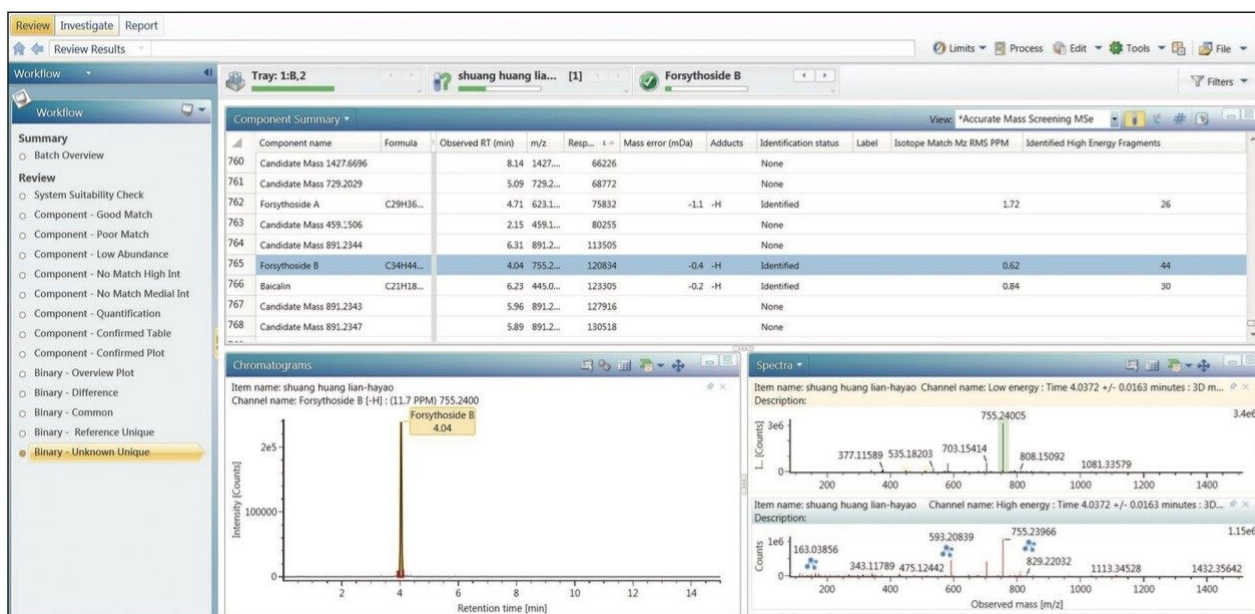 Review Investigate Report
Review Results
Limits Process Edit Tools File
Workflow
Tray: 1:B,2 shuang huang lia... [1] Forsythoside B
Filters
Workflow
Summary
Batch Overview
Review
System Suitability Check
Component - Good Match
Component - Poor Match
Component - Low Abundance
Component - No Match High Int
Component - No Match Medial Int
Component - Quantification
Component - Confirmed Table
Component - Confirmed Plot
Binary - Overview Plot
Binary - Difference
Binary - Common
Binary - Reference Unique
Binary - Unknown Unique
Component Summary View: *Accurate Mass Screening MSe
Component name Formula Observed RT (min) m/z Resp... Mass error (mDa) Adducts Identification status Label Isotope Match Mz RMS PPM Identified High Energy Fragments
760 Candidate Mass 1427.6696 8.14 1427.... 66226 None
761 Candidate Mass 729.2029 5.09 729.2... 68772 None
762 Forsythoside A C29H36... 4.71 623.1... 75832 -1.1 -H Identified 1.72 26
763 Candidate Mass 459.1506 2.15 459.1... 80255 None
764 Candidate Mass 891.2344 6.31 891.2... 113505 None
765 Forsythoside B C34H44... 4.04 755.2... 120834 -0.4 -H Identified 0.62 44
766 Baicalin C21H18... 6.23 445.0... 123305 -0.2 -H Identified 0.84 30
767 Candidate Mass 891.2343 5.96 891.2... 127916 None
768 Candidate Mass 891.2347 5.89 891.2... 130518 None
Chromatograms
Item name: shuang huang lian-hayao
Channel name: Forsythoside B [-H] : (11.7 PPM) 755.2400
Forsythoside B
4.04
2e5
100000
0
Intensity [Counts]
2 4 6 8 10 12 14
Retention time [min]
Spectra
Item name: shuang huang lian-hayao Channel name: Low energy : Time 4.0372 +/- 0.0163 minutes : 3D m...
Description:
755.24005 3.4e6
3e6
377.11589 535.18203 703.15414 808.15092 1081.33579
0
I... [Counts]
200 400 600 800 1000 1200 1400
Item name: shuang huang lian-hayao Channel name: High energy : Time 4.0372 +/- 0.0163 minutes : 3D...
Description:
593.20839 755.23966 1.15e6
1e6
163.03856 343.11789 475.12442 829.22032 1113.34528 1432.35642
0
Counts
200 400 600 800 1000 1200 1400
Observed mass [m/z]